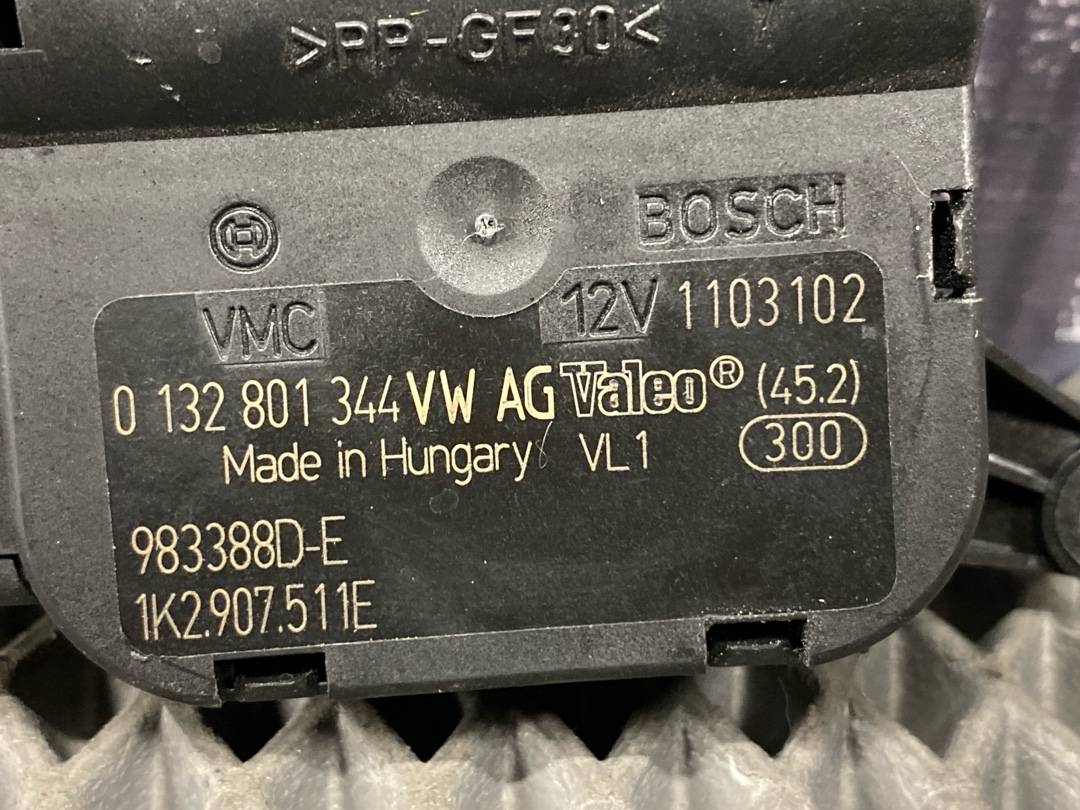 >PP-GF30<
BOSCH
VMC 12V 1103102
0 132 801 344 VW AG Valeo® (45.2)
Made in Hungary VL1 300
983388D-E
1K2.907.511E